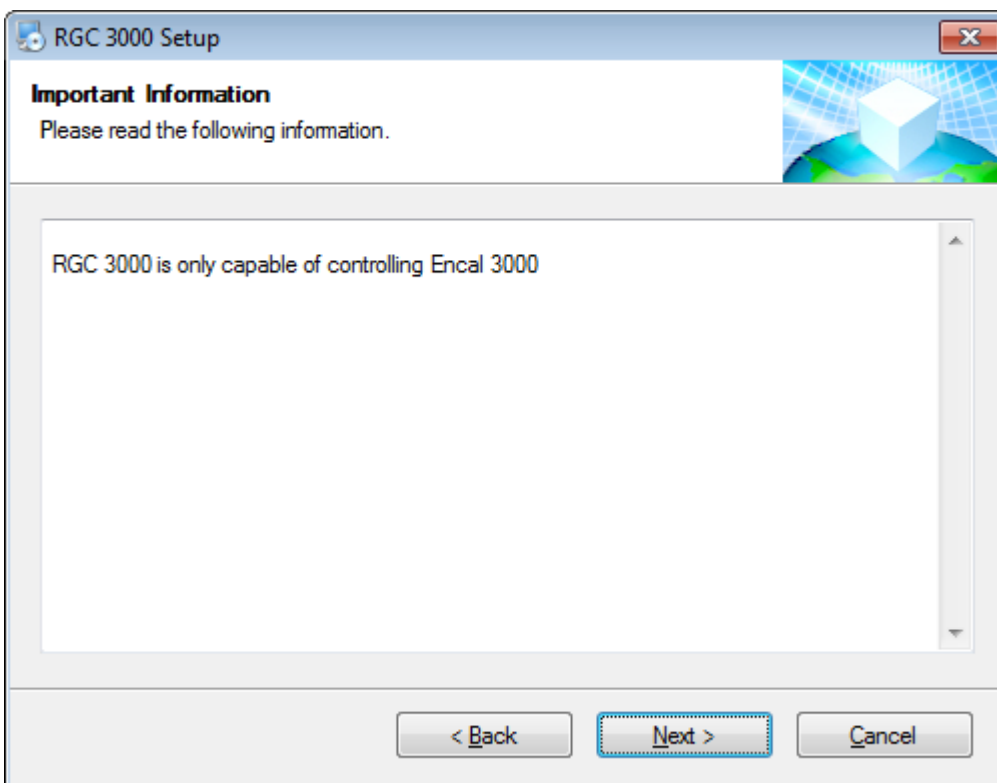 RGC 3000 Setup
Important Information
Please read the following information.
RGC 3000 is only capable of controlling Encal 3000
< Back
Next >
Cancel